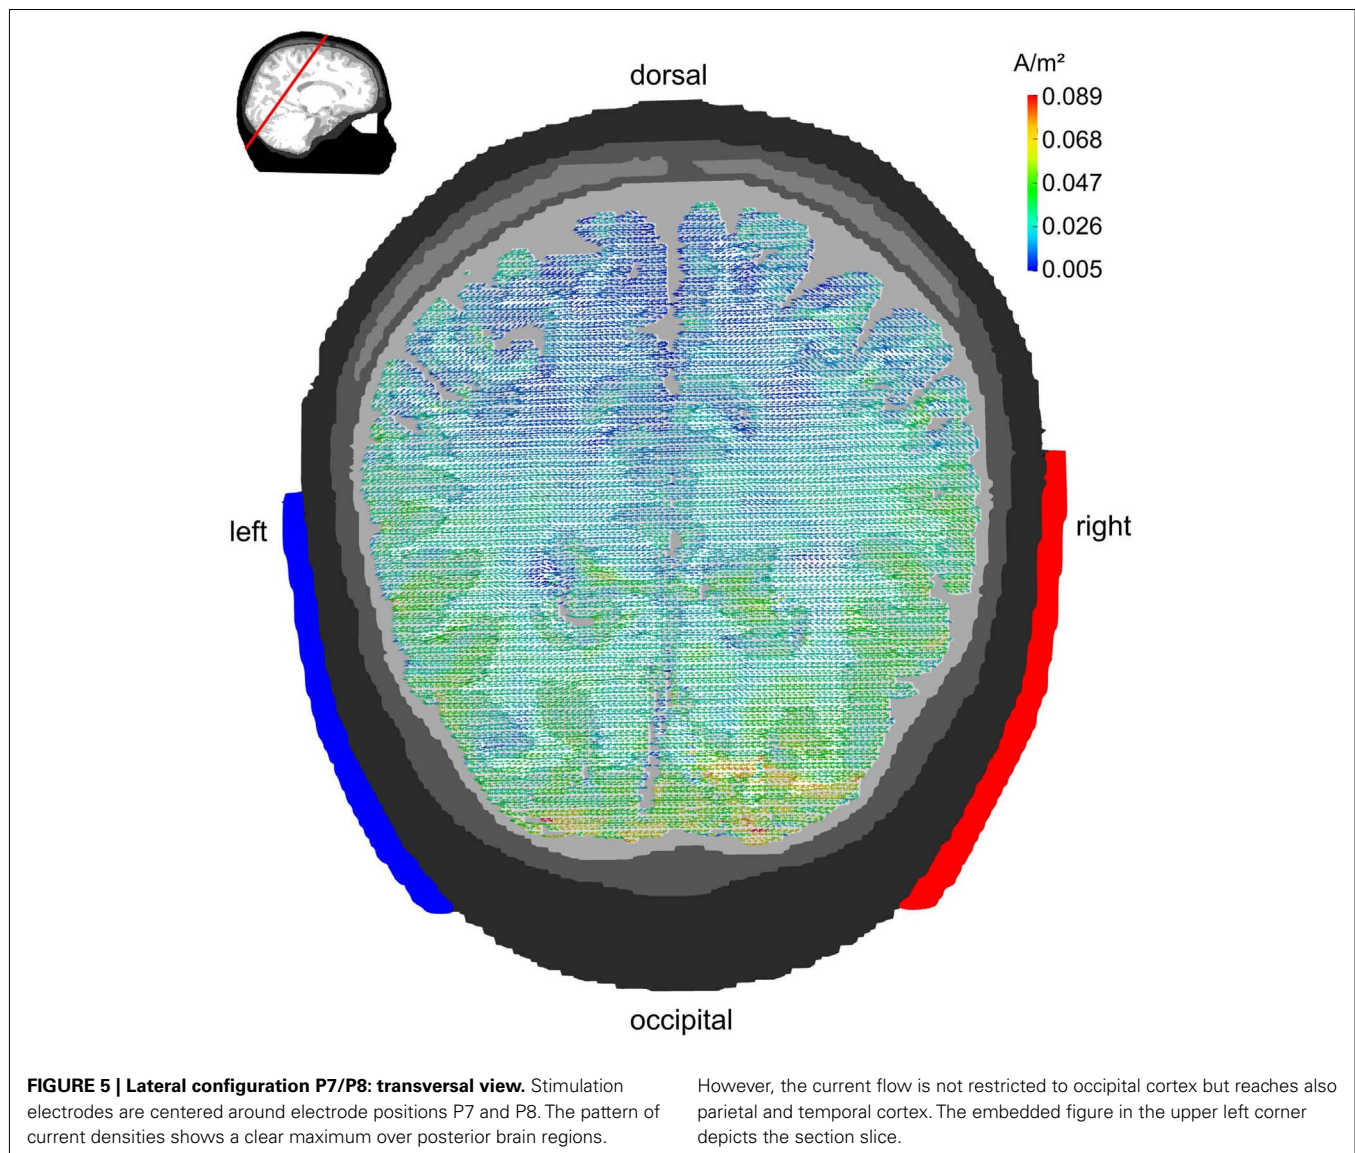 dorsal
A/m²
0.089
0.068
0.047
0.026
0.005
left
right
occipital
FIGURE 5 | Lateral configuration P7/P8: transversal view. Stimulation
electrodes are centered around electrode positions P7 and P8. The pattern of
current densities shows a clear maximum over posterior brain regions.
However, the current flow is not restricted to occipital cortex but reaches also
parietal and temporal cortex. The embedded figure in the upper left corner
depicts the section slice.